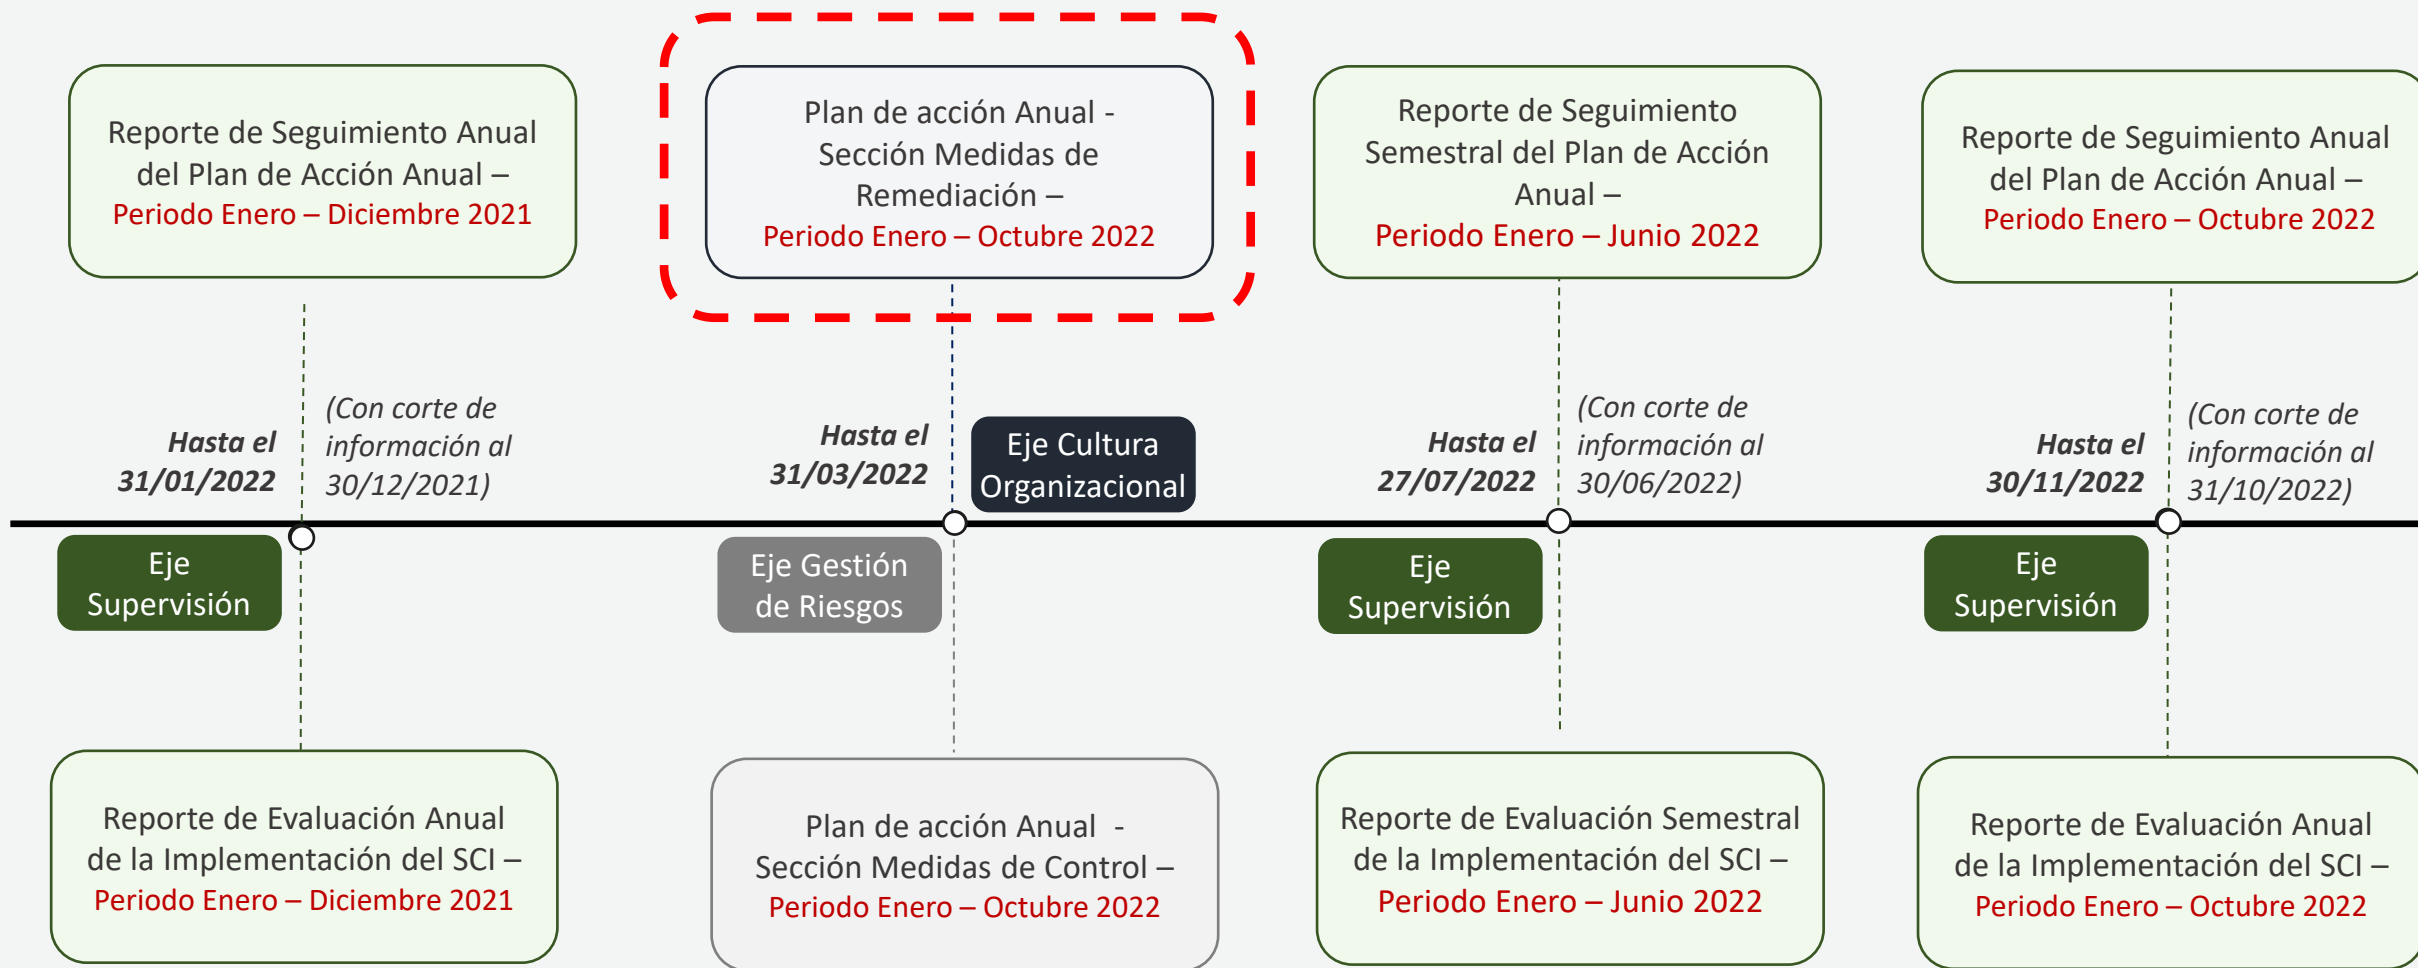 Reporte de Seguimiento Anual
del Plan de Acción Anual –
Periodo Enero – Diciembre 2021
Plan de acción Anual -
Sección Medidas de
Remediación –
Periodo Enero – Octubre 2022
Reporte de Seguimiento
Semestral del Plan de Acción
Anual –
Periodo Enero – Junio 2022
Reporte de Seguimiento Anual
del Plan de Acción Anual –
Periodo Enero – Octubre 2022
Hasta el
31/01/2022
(Con corte de
información al
30/12/2021)
Hasta el
31/03/2022
Eje Cultura
Organizacional
Hasta el
27/07/2022
(Con corte de
información al
30/06/2022)
Hasta el
30/11/2022
(Con corte de
información al
31/10/2022)
Eje
Supervisión
Eje Gestión
de Riesgos
Eje
Supervisión
Eje
Supervisión
Reporte de Evaluación Anual
de la Implementación del SCI –
Periodo Enero – Diciembre 2021
Plan de acción Anual -
Sección Medidas de Control –
Periodo Enero – Octubre 2022
Reporte de Evaluación Semestral
de la Implementación del SCI –
Periodo Enero – Junio 2022
Reporte de Evaluación Anual
de la Implementación del SCI –
Periodo Enero – Octubre 2022